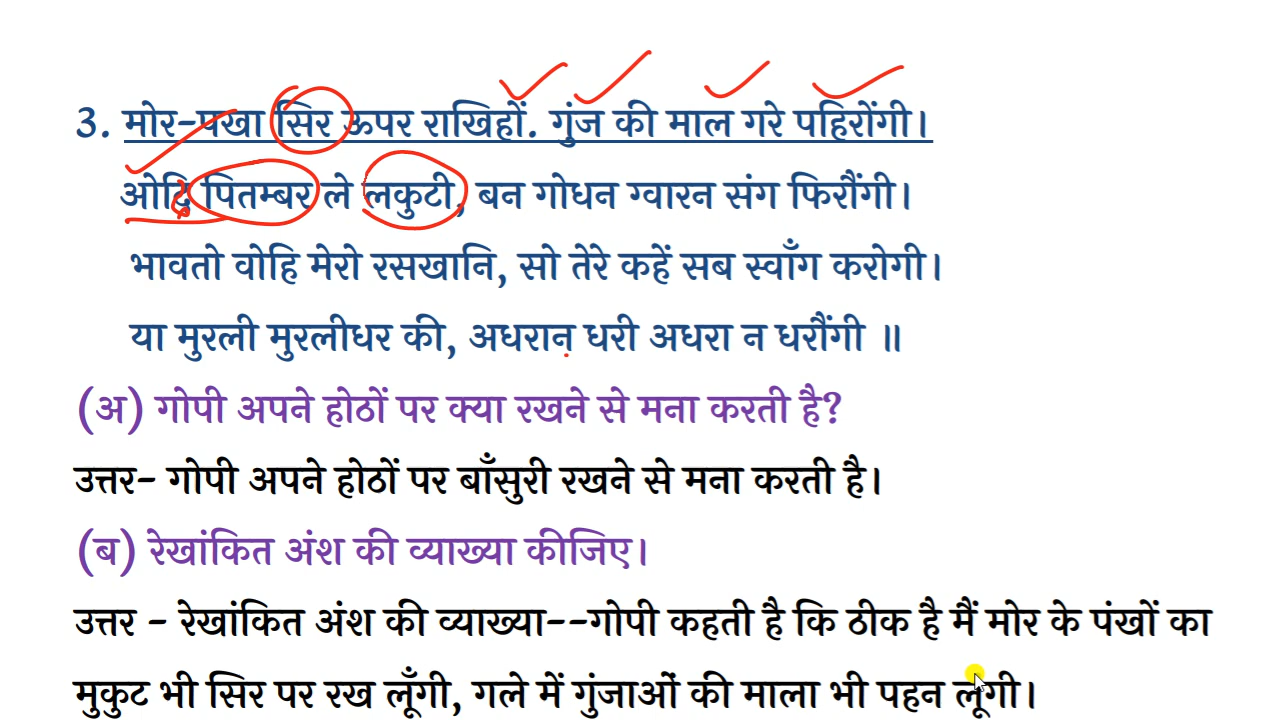 3. मोर-पखा सिर ऊपर राखिहों. गुंज की माल गरे पहिरोंगी।
ओढ़ि पितम्बर ले लकुटी, बन गोधन ग्वारन संग फिरौंगी।
भावतो वोहि मेरो रसखानि, सो तेरे कहें सब स्वाँग करोगी।
या मुरली मुरलीधर की, अधरान धरी अधरा न धरौंगी ॥
(अ) गोपी अपने होठों पर क्या रखने से मना करती है?
उत्तर- गोपी अपने होठों पर बाँसुरी रखने से मना करती है।
(ब) रेखांकित अंश की व्याख्या कीजिए।
उत्तर - रेखांकित अंश की व्याख्या--गोपी कहती है कि ठीक है मैं मोर के पंखों का
मुकुट भी सिर पर रख लूँगी, गले में गुंजाओं की माला भी पहन लूंगी।